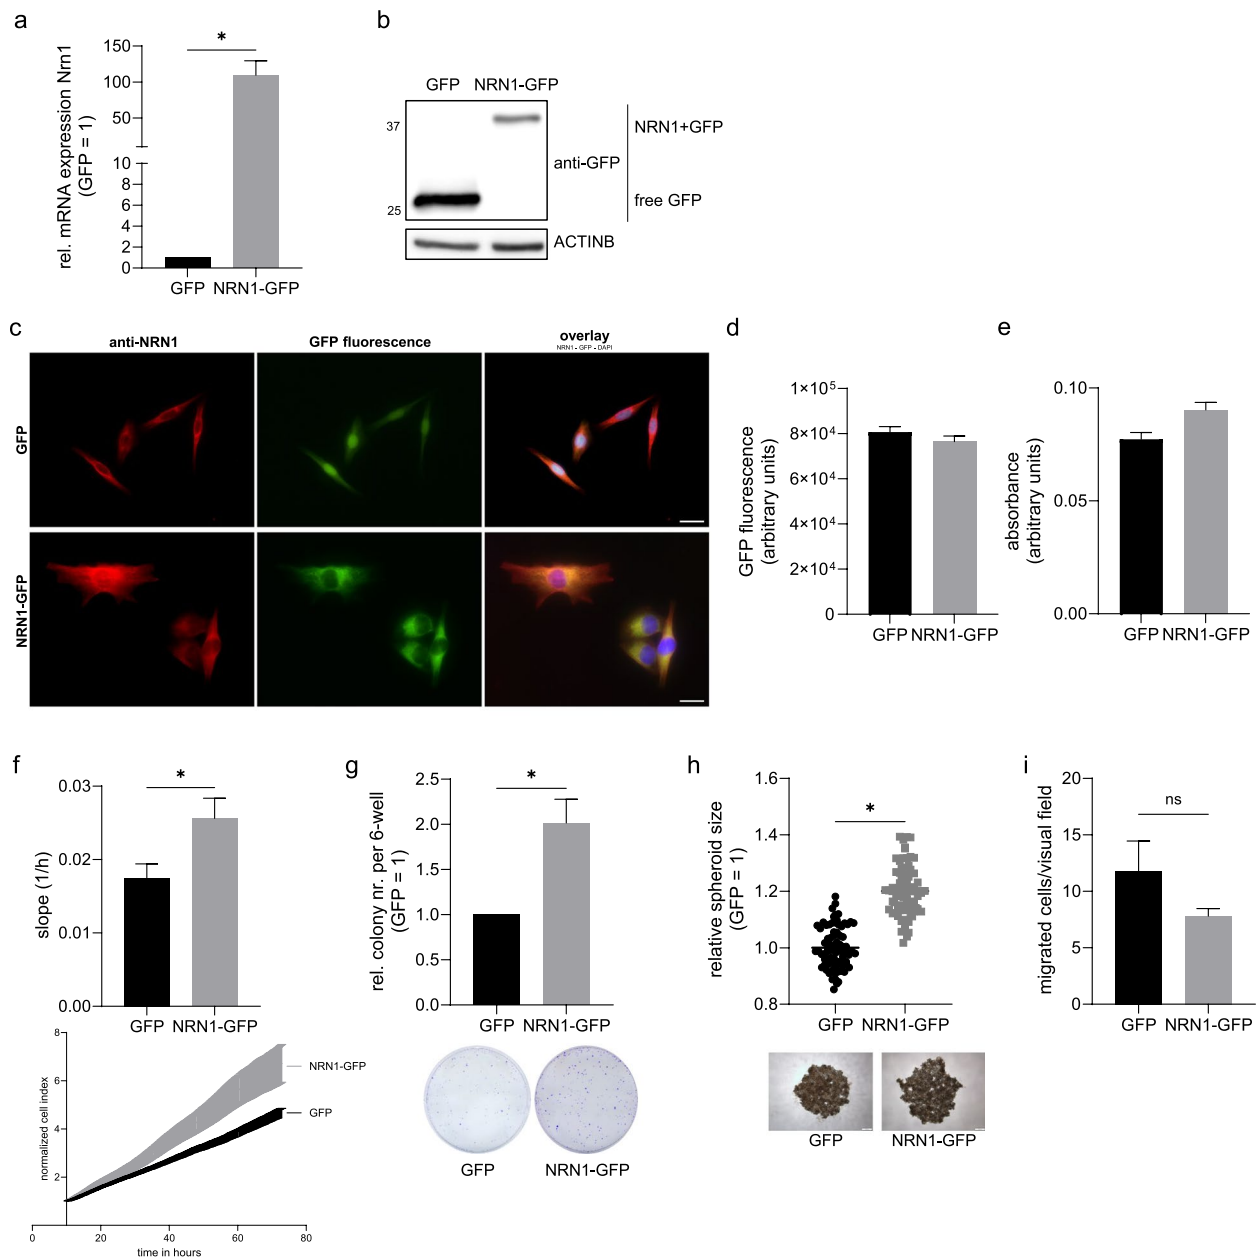 a
rel. mRNA expression Nrn1
(GFP = 1)
150
100
50
10
8
6
4
2
0
*
GFP NRN1-GFP
b
GFP NRN1-GFP
37
25
anti-GFP
NRN1+GFP
free GFP
ACTINB
c
anti-NRN1
GFP fluorescence
overlay
NRN1 - GFP - DAPI
GFP
NRN1-GFP
d
GFP fluorescence
(arbitrary units)
1×10⁵
8×10⁴
6×10⁴
4×10⁴
2×10⁴
0
GFP NRN1-GFP
e
absorbance
(arbitrary units)
0.10
0.05
0.00
GFP NRN1-GFP
f
slope (1/h)
0.03
0.02
0.01
0.00
*
GFP NRN1-GFP
normalized cell index
8
6
4
2
NRN1-GFP
GFP
0 20 40 60 80
time in hours
g
rel. colony nr. per 6-well
(GFP = 1)
2.5
2.0
1.5
1.0
0.5
0.0
*
GFP NRN1-GFP
GFP NRN1-GFP
h
relative spheroid size
(GFP = 1)
1.6
1.4
1.2
1.0
0.8
*
GFP NRN1-GFP
GFP NRN1-GFP
i
migrated cells/visual field
20
15
10
5
0
ns
GFP NRN1-GFP